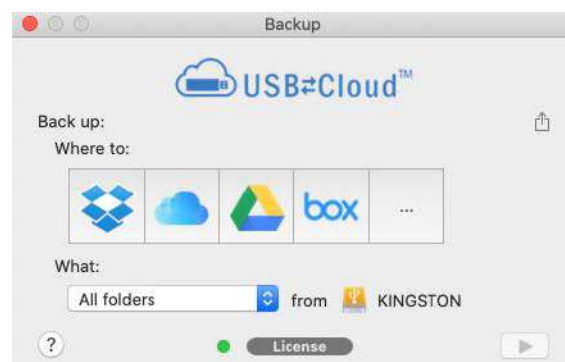 Backup
USB⇄Cloud™
Back up:
Where to:
box ...
What:
All folders from KINGSTON
? License